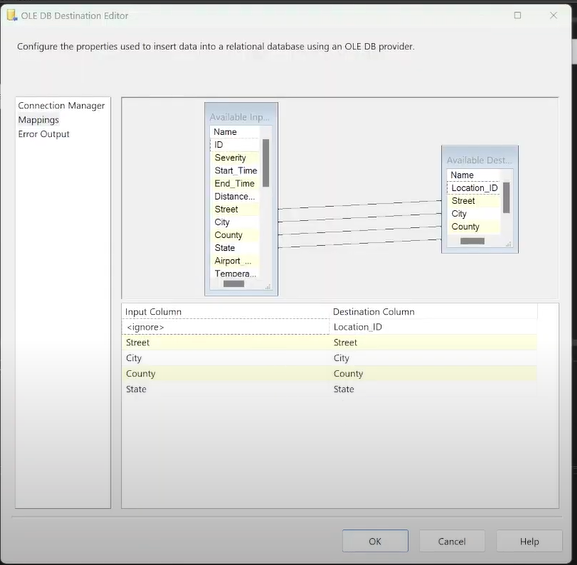 OLE DB Destination Editor
Configure the properties used to insert data into a relational database using an OLE DB provider.
Connection Manager
Mappings
Error Output
Available Inp...
Name
ID
Severity
Start_Time
End_Time
Distance...
Street
City
County
State
Airport_...
Tempera...
Available Dest...
Name
Location_ID
Street
City
County
Input Column Destination Column
<ignore> Location_ID
Street Street
City City
County County
State State
OK Cancel Help